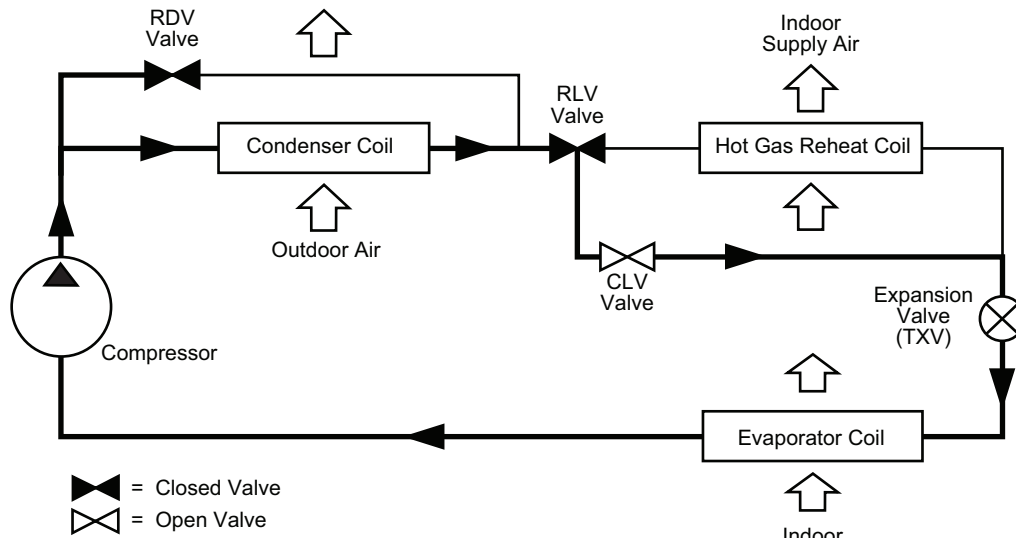 RDV
Valve
Indoor
Supply Air
RLV
Valve
Condenser Coil
Hot Gas Reheat Coil
Outdoor Air
CLV
Valve
Expansion
Valve
(TXV)
Compressor
Evaporator Coil
= Closed Valve
= Open Valve
Indoor